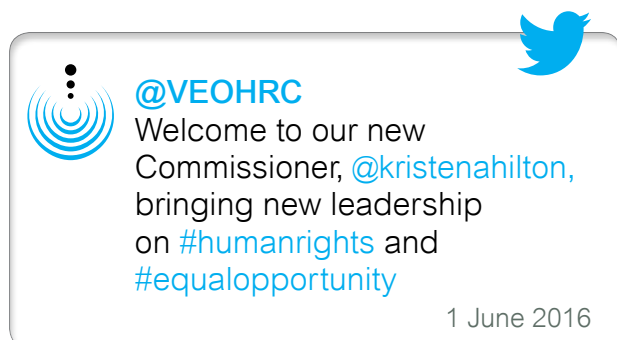 @VEOHRC
Welcome to our new
Commissioner, @kristenahilton,
bringing new leadership
on #humanrights and
#equalopportunity
1 June 2016